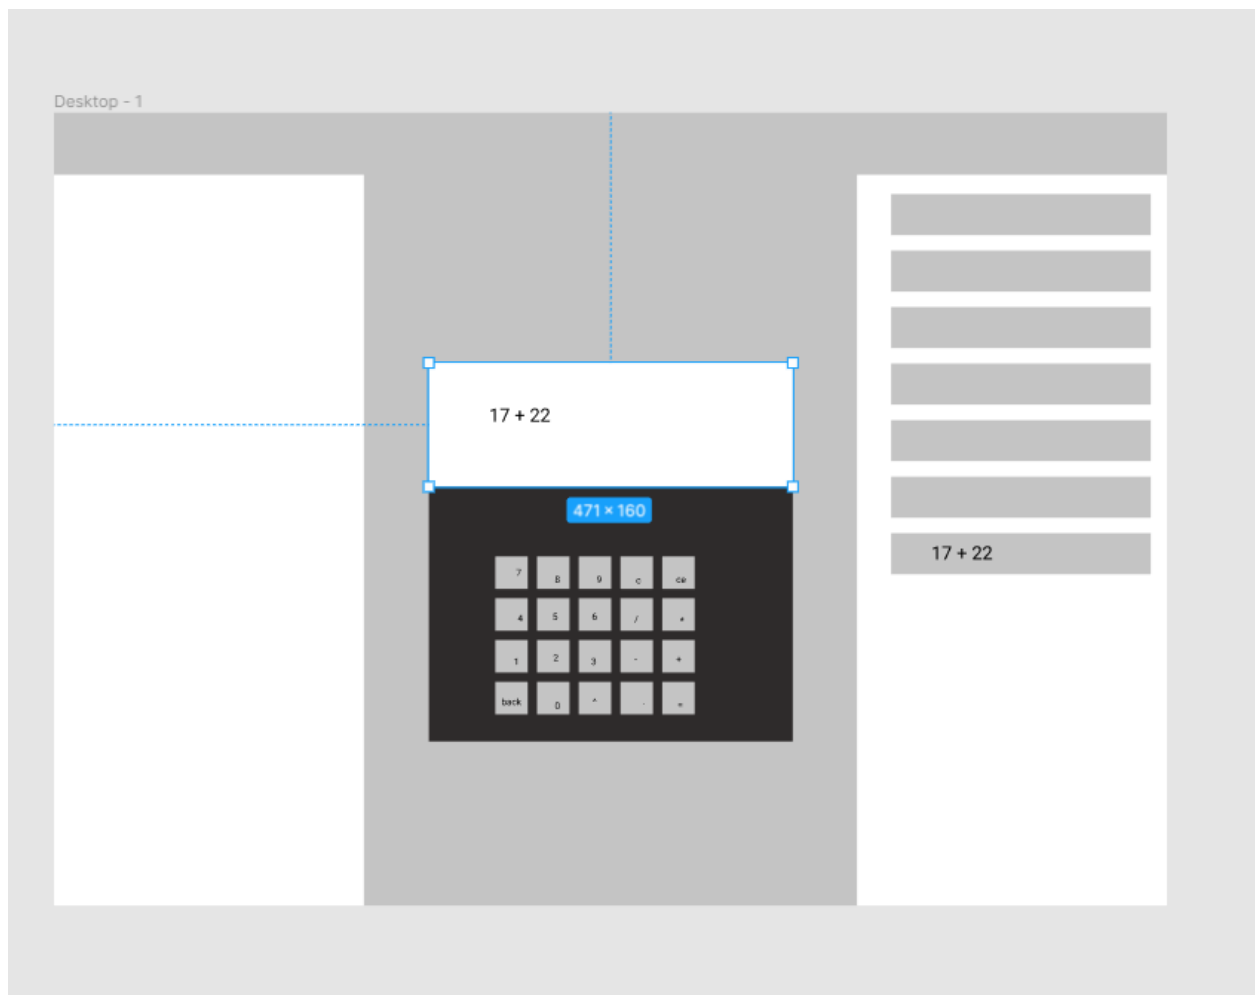 Desktop - 1
17 + 22
471 × 160
7 8 9 c ce
4 5 6 /
1 2 3 - +
back 0 ^ .
17 + 22